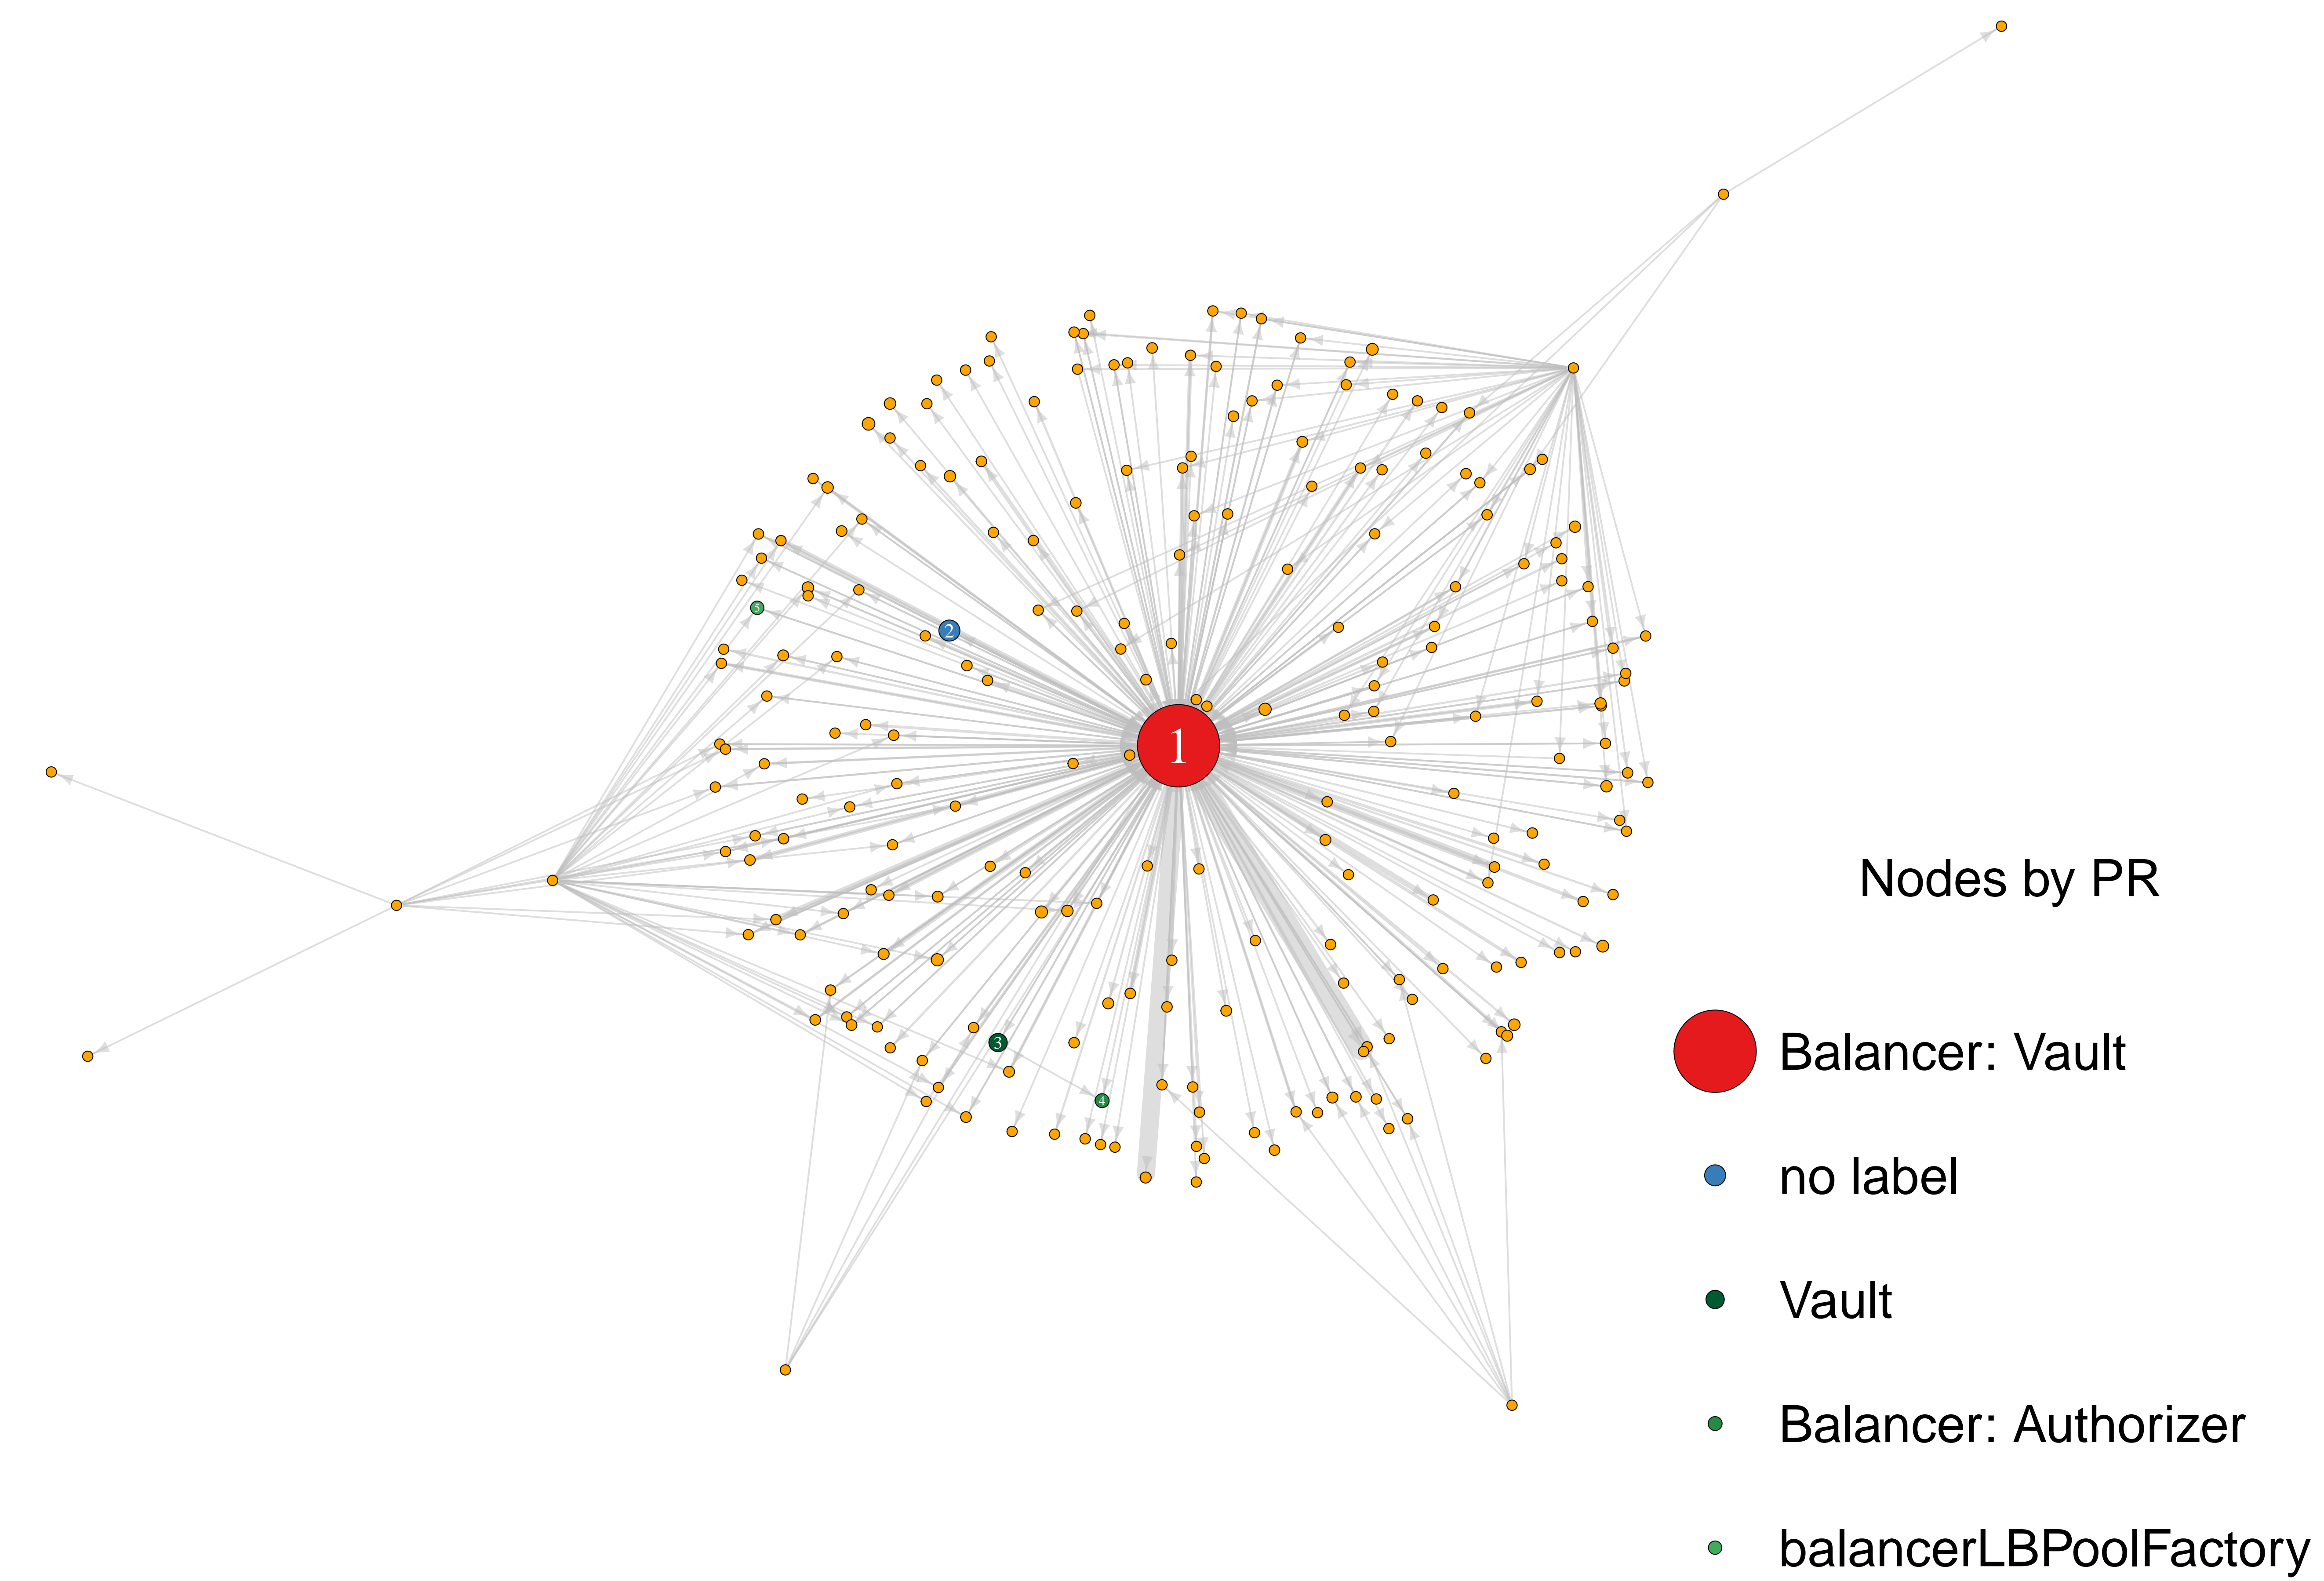 5
2
1
Nodes by PR
3
Balancer: Vault
4
no label
Vault
Balancer: Authorizer
balancerLBPoolFactory